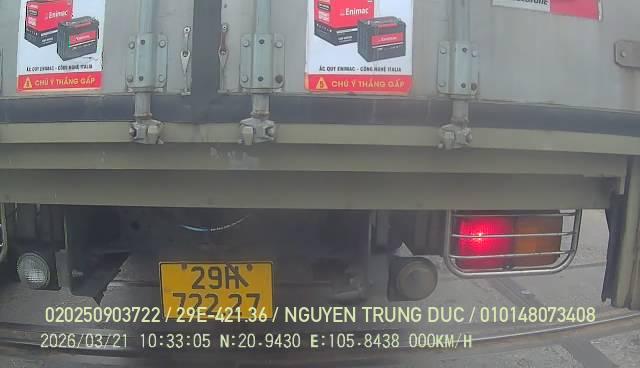 Enimac
ẮC QUY ENIMAC - CÔNG NGHỆ ITALIA
CHÚ Ý THẮNG GẤP
Enimac
ẮC QUY ENIMAC - CÔNG NGHỆ ITALIA
CHÚ Ý THẮNG GẤP
29H
722.27
020250903722 / 29E-421.36 / NGUYEN TRUNG DUC / 010148073408
2026/03/21 10:33:05 N:20.9430 E:105.8438 000KM/H